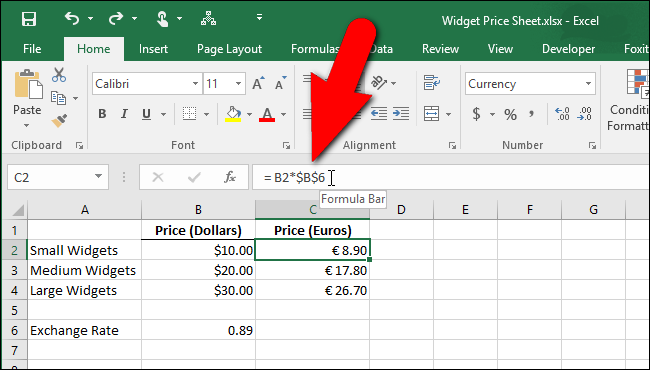 Widget Price Sheet.xlsx - Excel
File Home Insert Page Layout Formulas Data Review View Developer Foxit
Paste
Calibri 11 A A
B I U A
Currency
$ % , .00
Conditi
Formatt
Clipboard Font Alignment Number
C2 fx = B2*$B$6
Formula Bar
A B C D E F G
1 Price (Dollars) Price (Euros)
2 Small Widgets $10.00 € 8.90
3 Medium Widgets $20.00 € 17.80
4 Large Widgets $30.00 € 26.70
5
6 Exchange Rate 0.89
7